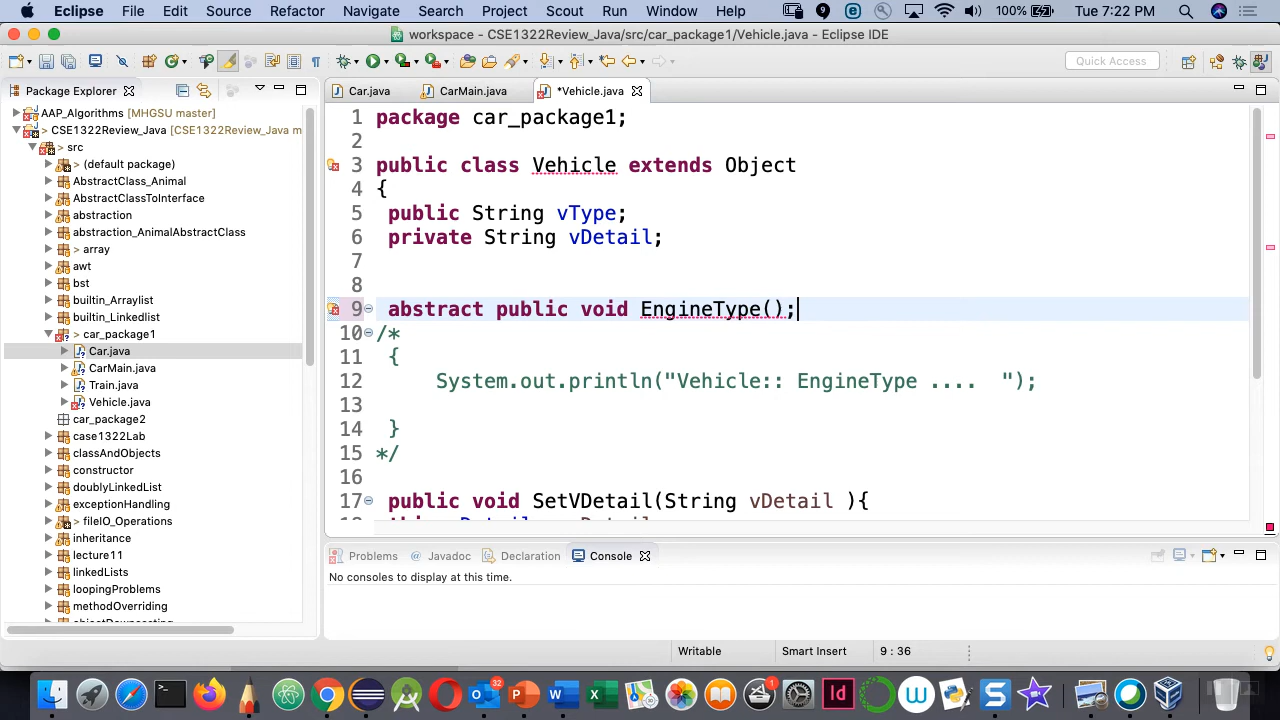 Eclipse File Edit Source Refactor Navigate Search Project Scout Run Window Help 9 100% Tue 7:22 PM
workspace - CSE1322Review_Java/src/car_package1/Vehicle.java - Eclipse IDE
Quick Access
Package Explorer
Car.java CarMain.java *Vehicle.java
AAP_Algorithms [MHGSU master]
> CSE1322Review_Java [CSE1322Review_Java m
> src
> (default package)
AbstractClass_Animal
AbstractClassToInterface
abstraction
abstraction_AnimalAbstractClass
> array
awt
bst
builtin_Arraylist
builtin_Linkedlist
> car_package1
Car.java
CarMain.java
Train.java
Vehicle.java
car_package2
case1322Lab
classAndObjects
constructor
doublyLinkedList
exceptionHandling
> fileIO_Operations
inheritance
lecture11
linkedLists
loopingProblems
methodOverriding
objectDowncasting
1 package car_package1;
2
3 public class Vehicle extends Object
4 {
5 public String vType;
6 private String vDetail;
7
8
9 abstract public void EngineType();
10 /*
11 {
12 System.out.println("Vehicle:: EngineType ....  ");
13
14 }
15 */
16
17 public void SetVDetail(String vDetail ){
Problems @ Javadoc Declaration Console
No consoles to display at this time.
Writable Smart Insert 9 : 36
32 1